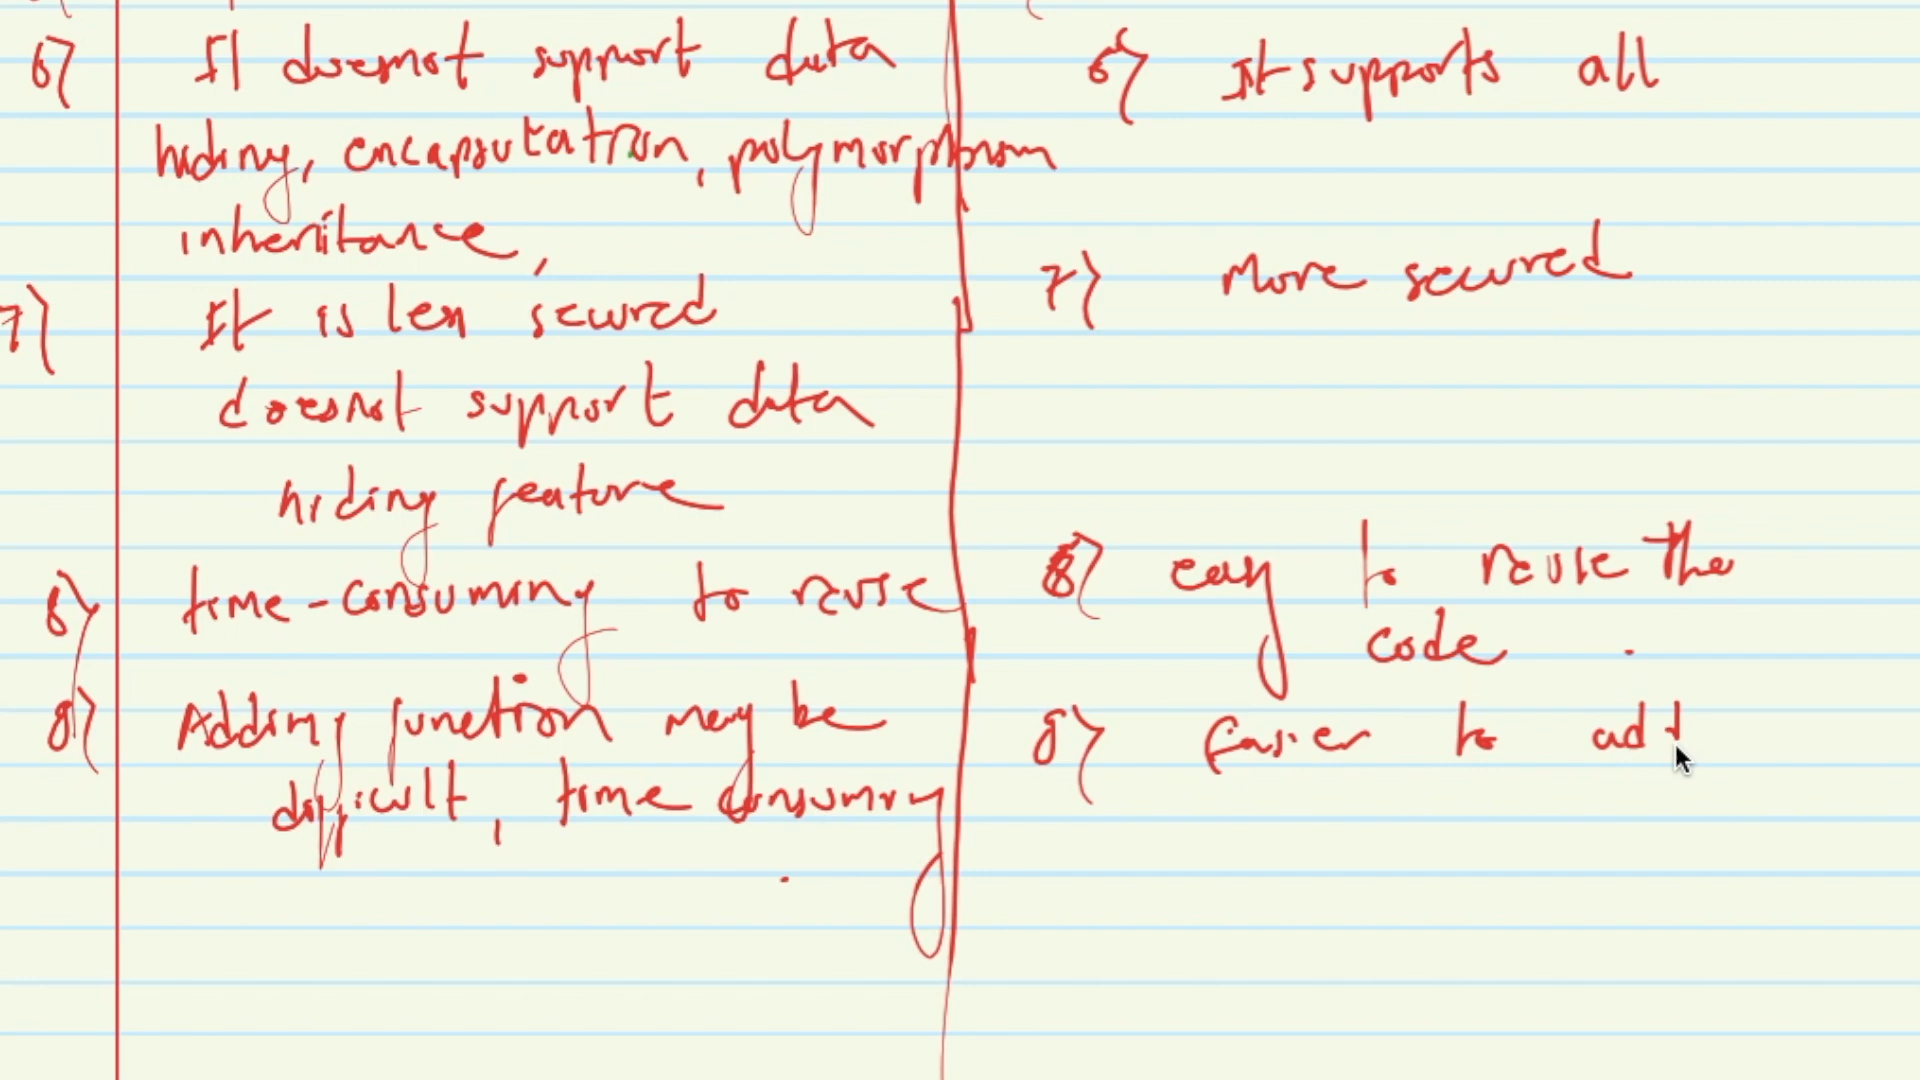 6) It doesnot support data
hiding, encapsulation, polymorphism
inheritance,
7) It is less secured
doesnot support data
hiding feature
8) time-consuming to reuse
9) Adding function may be
difficult, time consuming
.
6) It supports all
7) More secured
8) easy to reuse the
code .
9) Easier to add